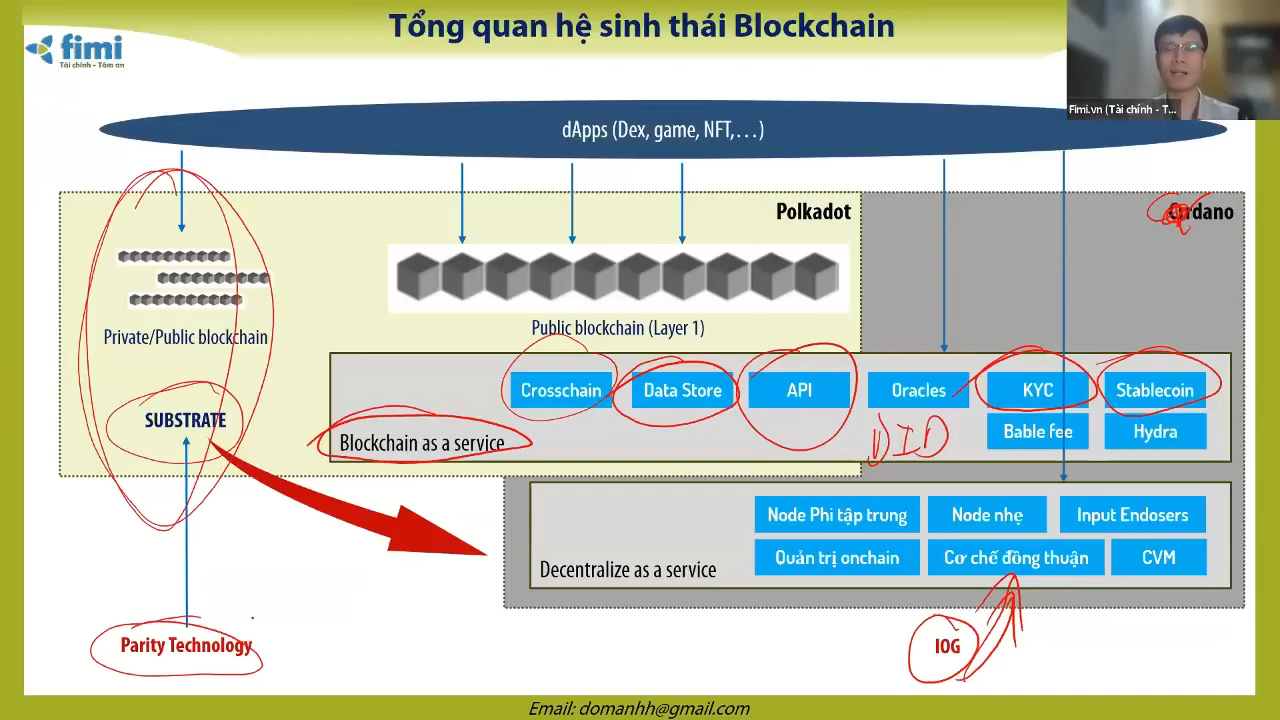 Tổng quan hệ sinh thái Blockchain
fimi
Tài chính - Tâm an
Fimi.vn (Tài chính - T...
dApps (Dex, game, NFT,...)
Polkadot
Private/Public blockchain
Public blockchain (Layer 1)
Crosschain
Data Store
API
Oracles
KYC
Stablecoin
SUBSTRATE
DID
Bable fee
Hydra
Blockchain as a service
Node Phi tập trung
Node nhẹ
Input Endosers
Quản trị onchain
Cơ chế đồng thuận
CVM
Decentralize as a service
Parity Technology
IOG
Email: domanhh@gmail.com